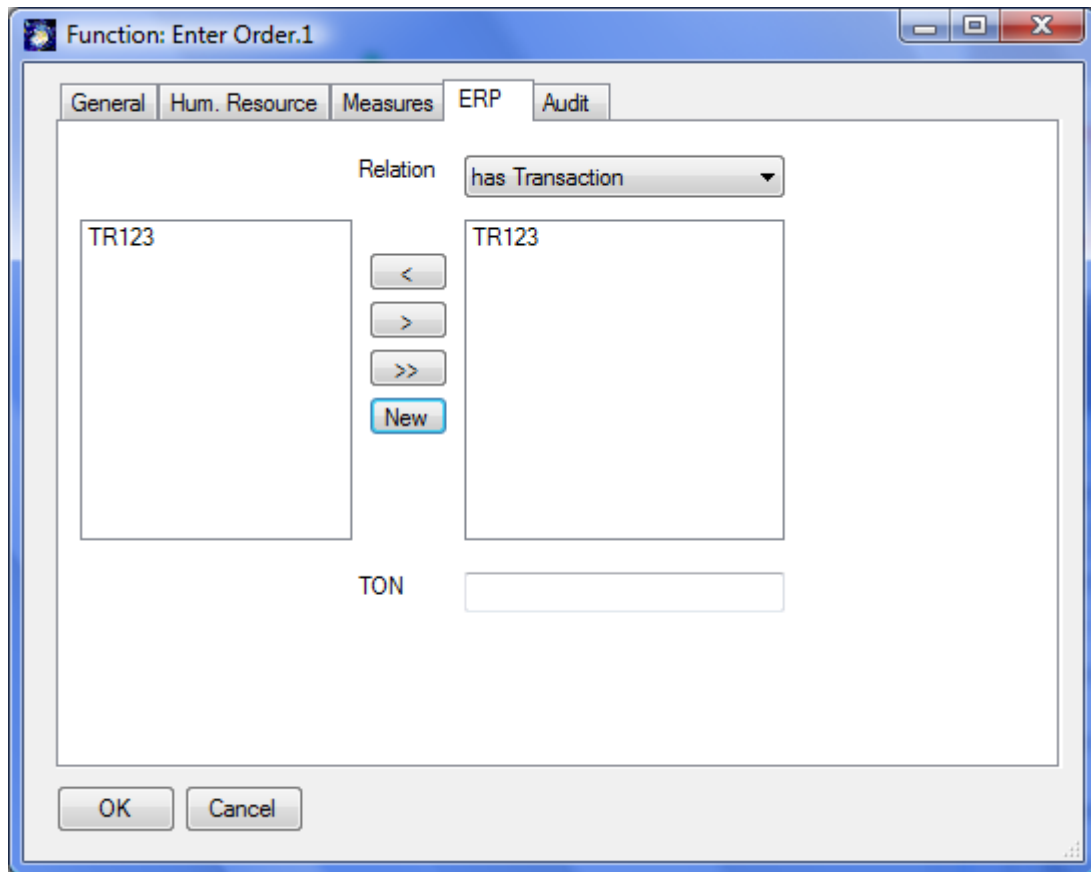 Function: Enter Order.1
General Hum. Resource Measures ERP Audit
Relation has Transaction
TR123 TR123
<
>
>>
New
TON
OK Cancel